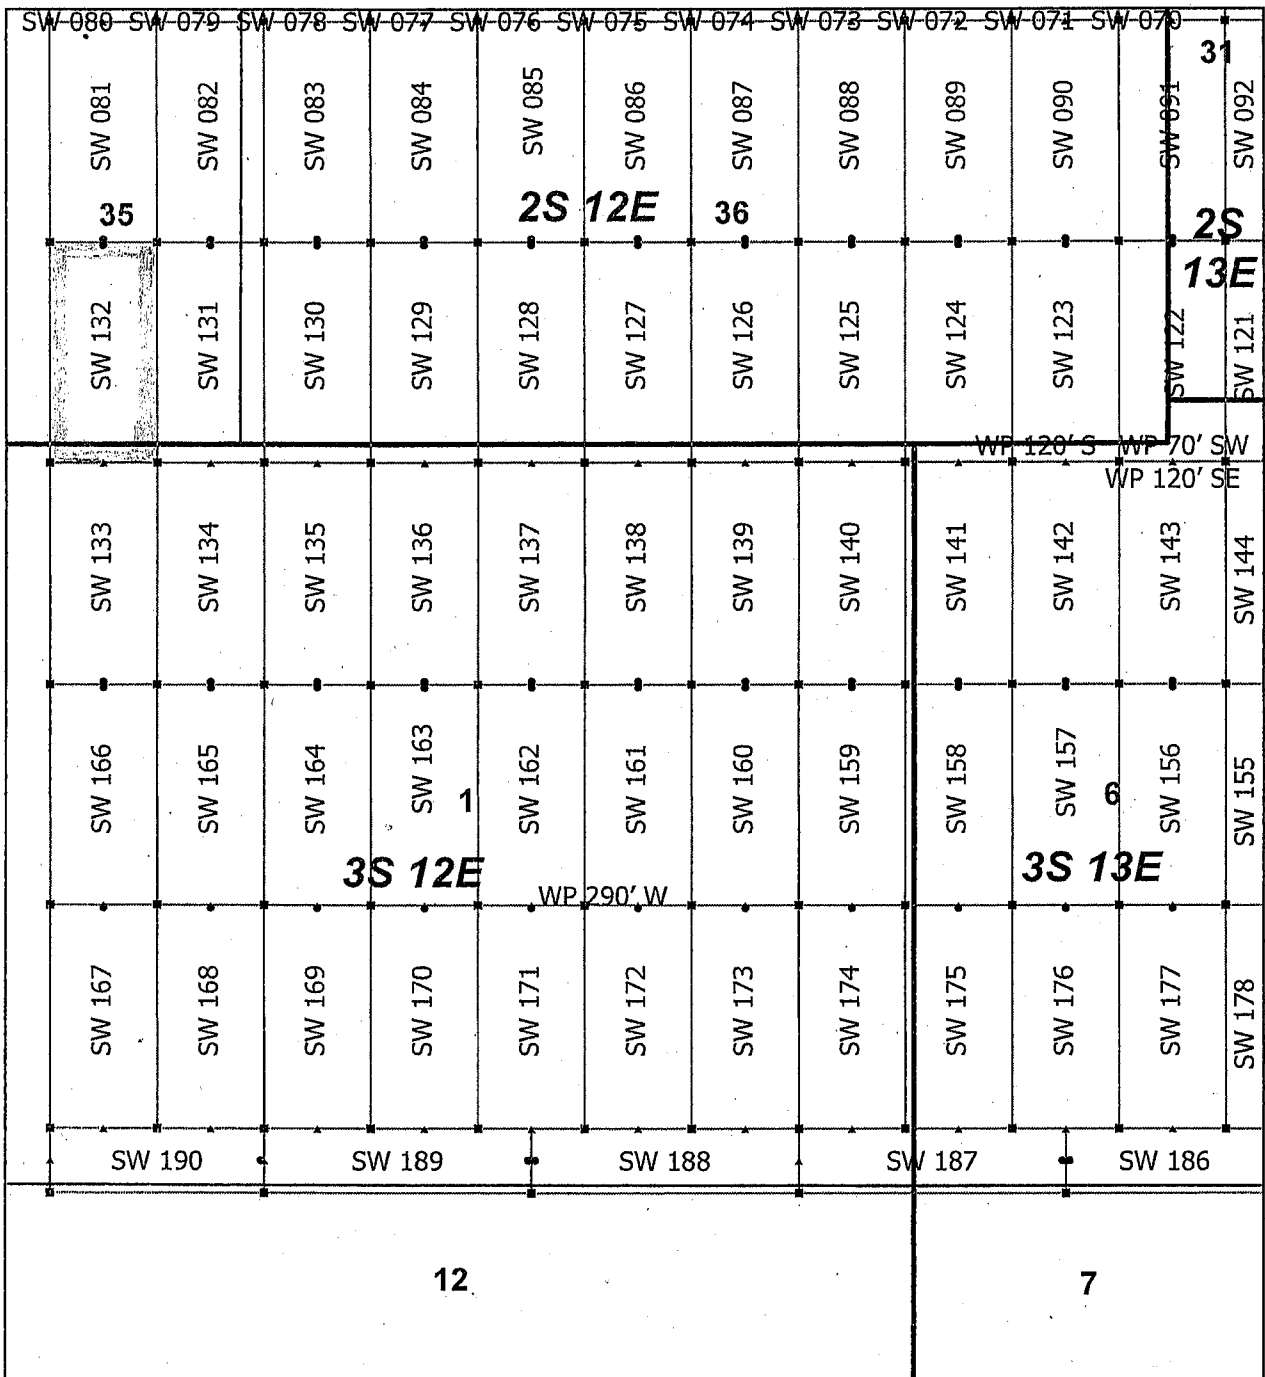 SW 080 SW 079 SW 078 SW 077 SW 076 SW 075 SW 074 SW 073 SW 072 SW 071 SW 070
31
SW 081 SW 082 SW 083 SW 084 SW 085 SW 086 SW 087 SW 088 SW 089 SW 090 SW 091 SW 092
35 2S 12E 36 2S
13E
SW 132 SW 131 SW 130 SW 129 SW 128 SW 127 SW 126 SW 125 SW 124 SW 123 SW 122 SW 121
WP 120' S WP 70' SW
WP 120' SE
SW 133 SW 134 SW 135 SW 136 SW 137 SW 138 SW 139 SW 140 SW 141 SW 142 SW 143 SW 144
SW 166 SW 165 SW 164 SW 163 SW 162 SW 161 SW 160 SW 159 SW 158 SW 157 SW 156 SW 155
1 6
3S 12E 3S 13E
WP 290' W
SW 167 SW 168 SW 169 SW 170 SW 171 SW 172 SW 173 SW 174 SW 175 SW 176 SW 177 SW 178
SW 190 SW 189 SW 188 SW 187 SW 186
12 7